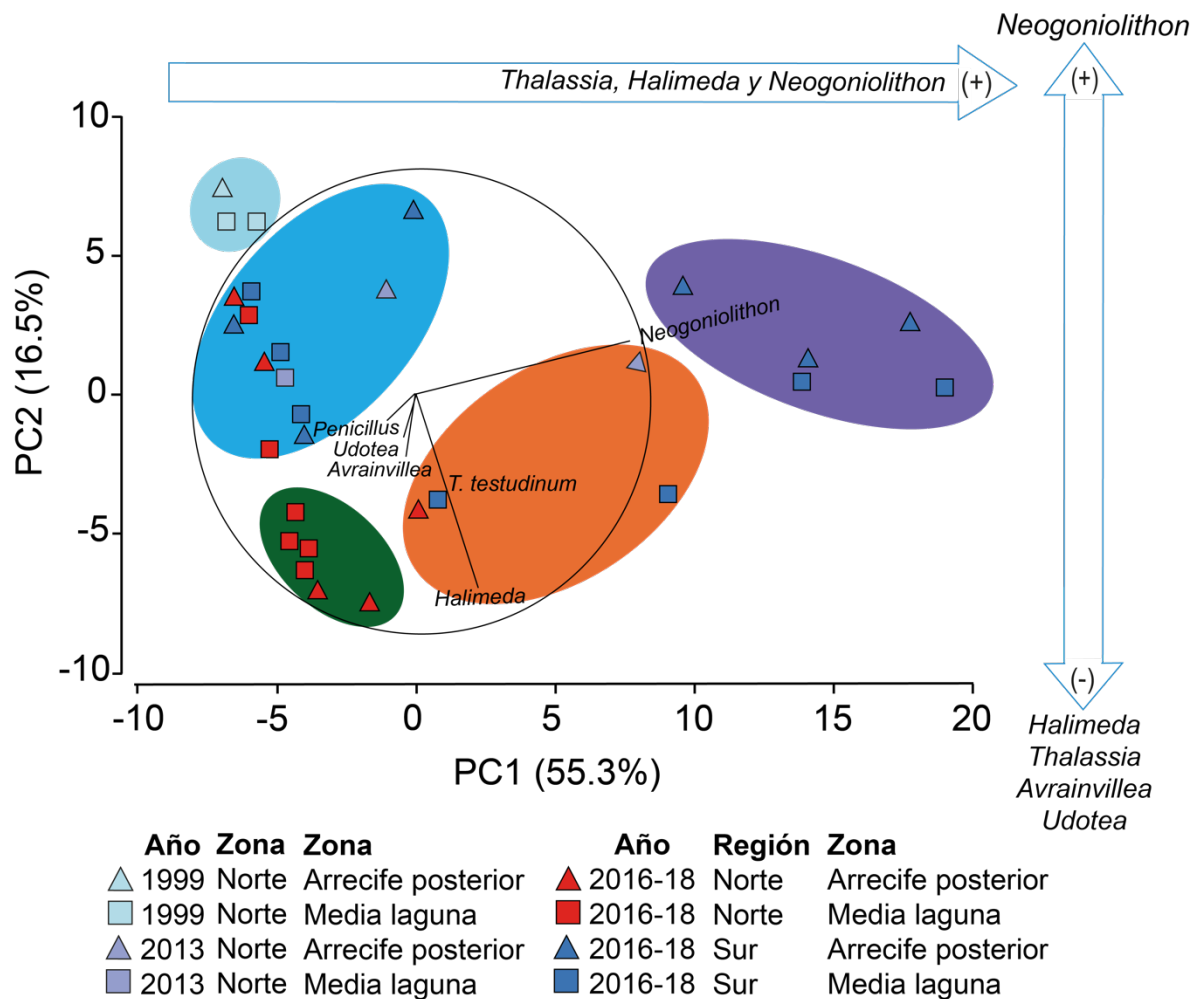 Neogoniolithon
Thalassia, Halimeda y Neogoniolithon (+)
(+)
10
5
0
-5
-10
PC2 (16.5%)
Neogoniolithon
Penicillus
Udotea
Avrainvillea
T. testudinum
Halimeda
-10 -5 0 5 10 15 20
PC1 (55.3%)
(-)
Halimeda
Thalassia
Avrainvillea
Udotea
Año Zona Zona
1999 Norte Arrecife posterior
1999 Norte Media laguna
2013 Norte Arrecife posterior
2013 Norte Media laguna
Año Región Zona
2016-18 Norte Arrecife posterior
2016-18 Norte Media laguna
2016-18 Sur Arrecife posterior
2016-18 Sur Media laguna